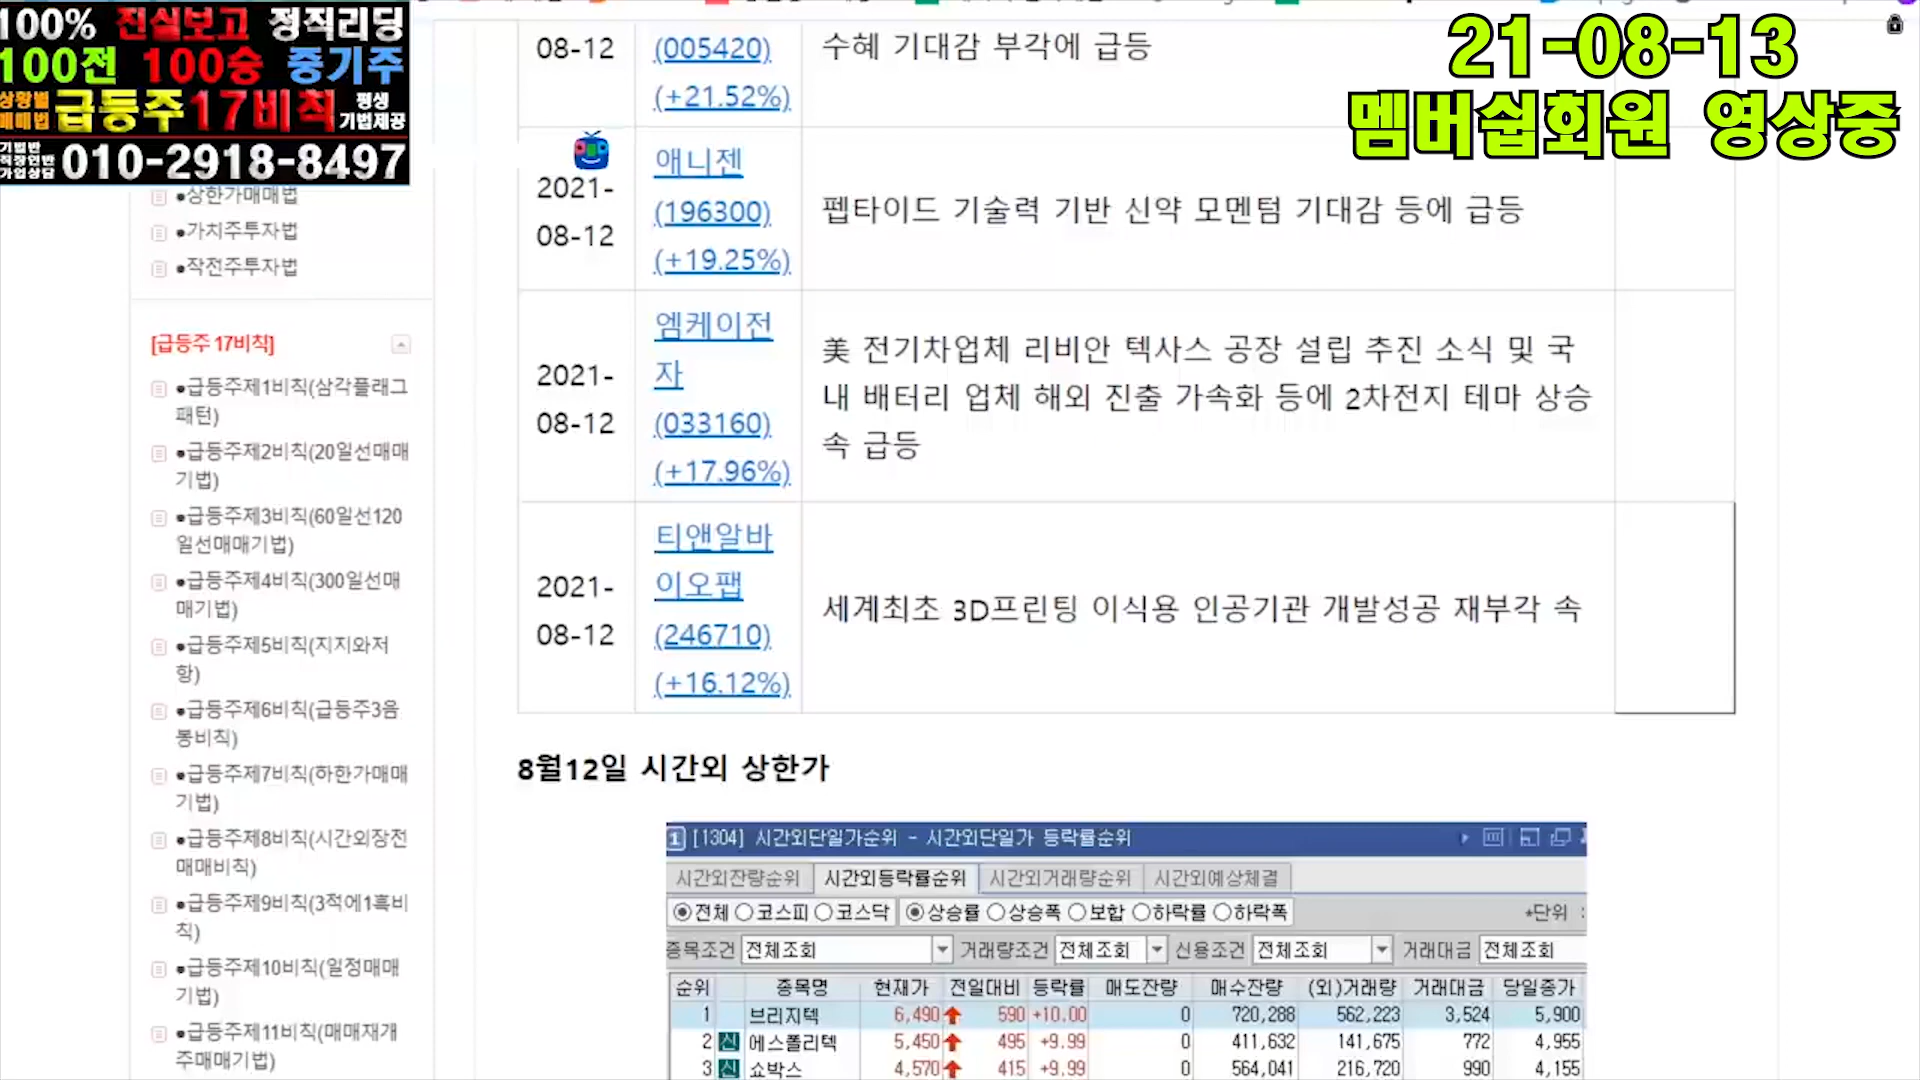 100% 진실보고 정직리딩
100전 100승 중기주
상황별 매매법 급등주17비책 평생 기법제공
기법반 직장인반 가입상담 010-2918-8497
21-08-13
멤버쉽회원 영상중
●상한가매매법
●가치주투자법
●작전주투자법
[급등주 17비칙]
●급등주제1비칙(삼각플래그
패턴)
●급등주제2비칙(20일선매매
기법)
●급등주제3비칙(60일선120
일선매매기법)
●급등주제4비칙(300일선매
매기법)
●급등주제5비칙(지지와저
항)
●급등주제6비칙(급등주3음
봉비칙)
●급등주제7비칙(하한가매매
기법)
●급등주제8비칙(시간외장전
매매비칙)
●급등주제9비칙(3적에1흑비
칙)
●급등주제10비칙(일정매매
기법)
●급등주제11비칙(매매재개
주매매기법)
08-12
(005420)
(+21.52%)
수혜 기대감 부각에 급등
2021-
08-12
애니젠
(196300)
(+19.25%)
펩타이드 기술력 기반 신약 모멘텀 기대감 등에 급등
2021-
08-12
엠케이전
자
(033160)
(+17.96%)
美 전기차업체 리비안 텍사스 공장 설립 추진 소식 및 국
내 배터리 업체 해외 진출 가속화 등에 2차전지 테마 상승
속 급등
2021-
08-12
티앤알바
이오팹
(246710)
(+16.12%)
세계최초 3D프린팅 이식용 인공기관 개발성공 재부각 속
8월12일 시간외 상한가
1 [1304] 시간외단일가순위 - 시간외단일가 등락률순위
시간외잔량순위 시간외등락률순위 시간외거래량순위 시간외예상체결
전체 코스피 코스닥 상승률 상승폭 보합 하락률 하락폭 *단위 :
종목조건 전체조회 거래량조건 전체조회 신용조건 전체조회 거래대금 전체조회
순위 종목명 현재가 전일대비 등락률 매도잔량 매수잔량 (외)거래량 거래대금 당일종가
1 브리지텍 6,490 590 +10.00 0 720,288 562,223 3,524 5,900
2 신 에스폴리텍 5,450 495 +9.99 0 411,632 141,675 772 4,955
3 신 쇼박스 4,570 415 +9.99 0 564,041 216,720 990 4,155